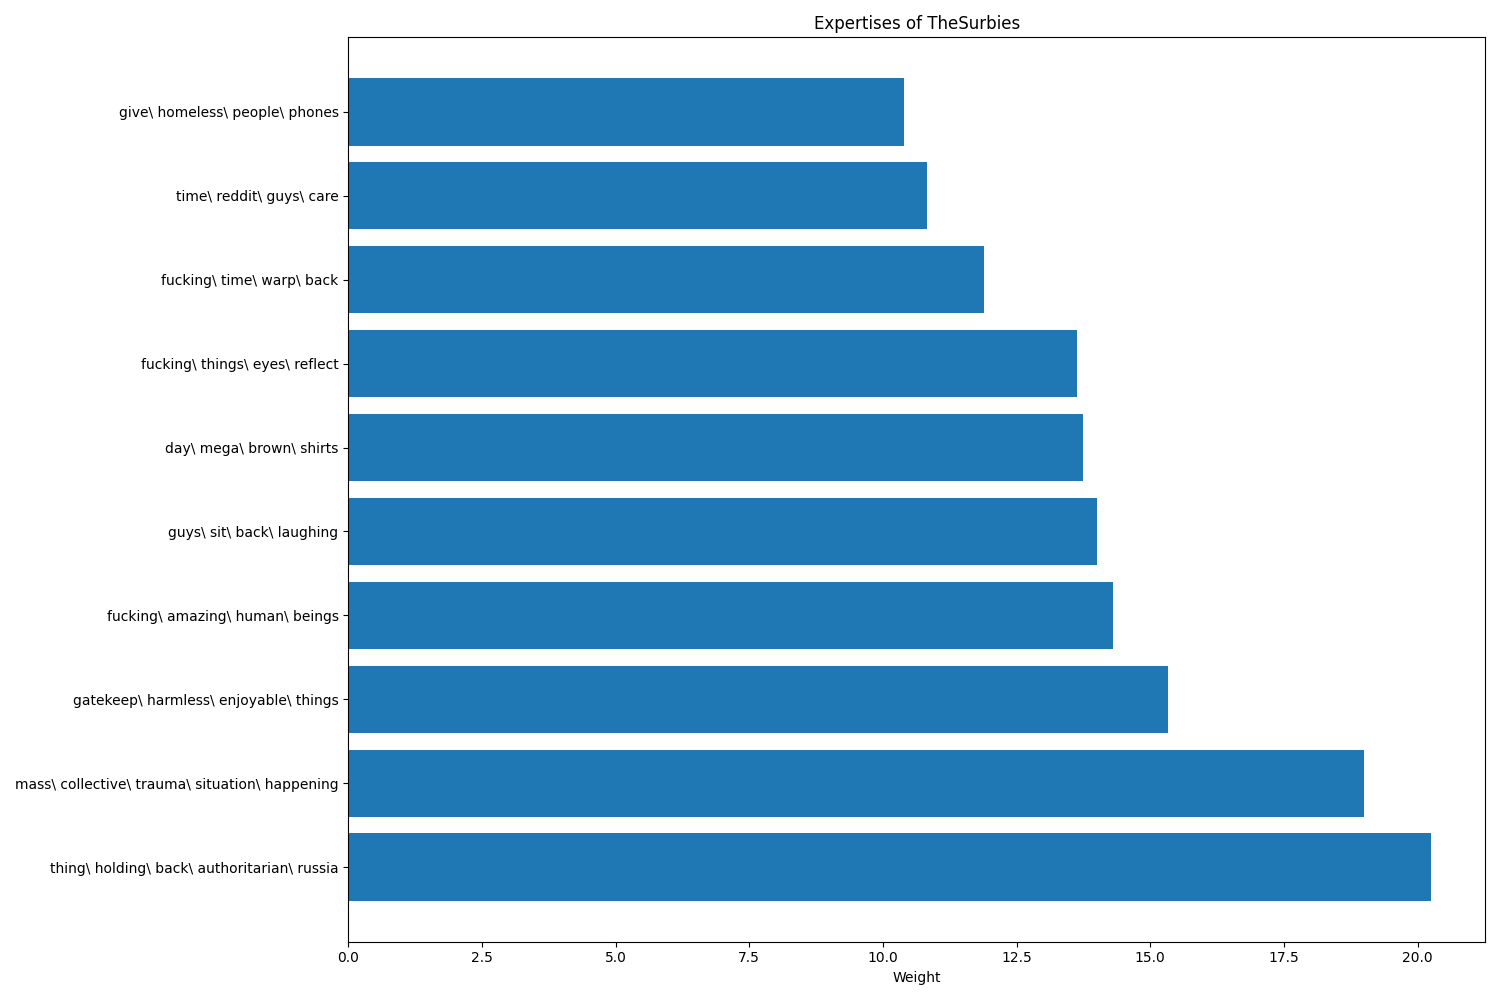 Expertises of TheSurbies
give\ homeless\ people\ phones
time\ reddit\ guys\ care
fucking\ time\ warp\ back
fucking\ things\ eyes\ reflect
day\ mega\ brown\ shirts
guys\ sit\ back\ laughing
fucking\ amazing\ human\ beings
gatekeep\ harmless\ enjoyable\ things
mass\ collective\ trauma\ situation\ happening
thing\ holding\ back\ authoritarian\ russia
0.0 2.5 5.0 7.5 10.0 12.5 15.0 17.5 20.0
Weight